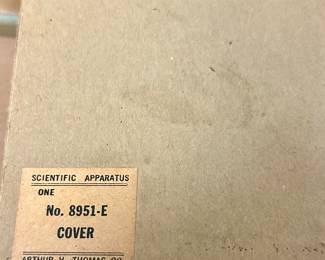 SCIENTIFIC APPARATUS
ONE
No. 8951-E
COVER
ARTHUR H. THOMAS CO.